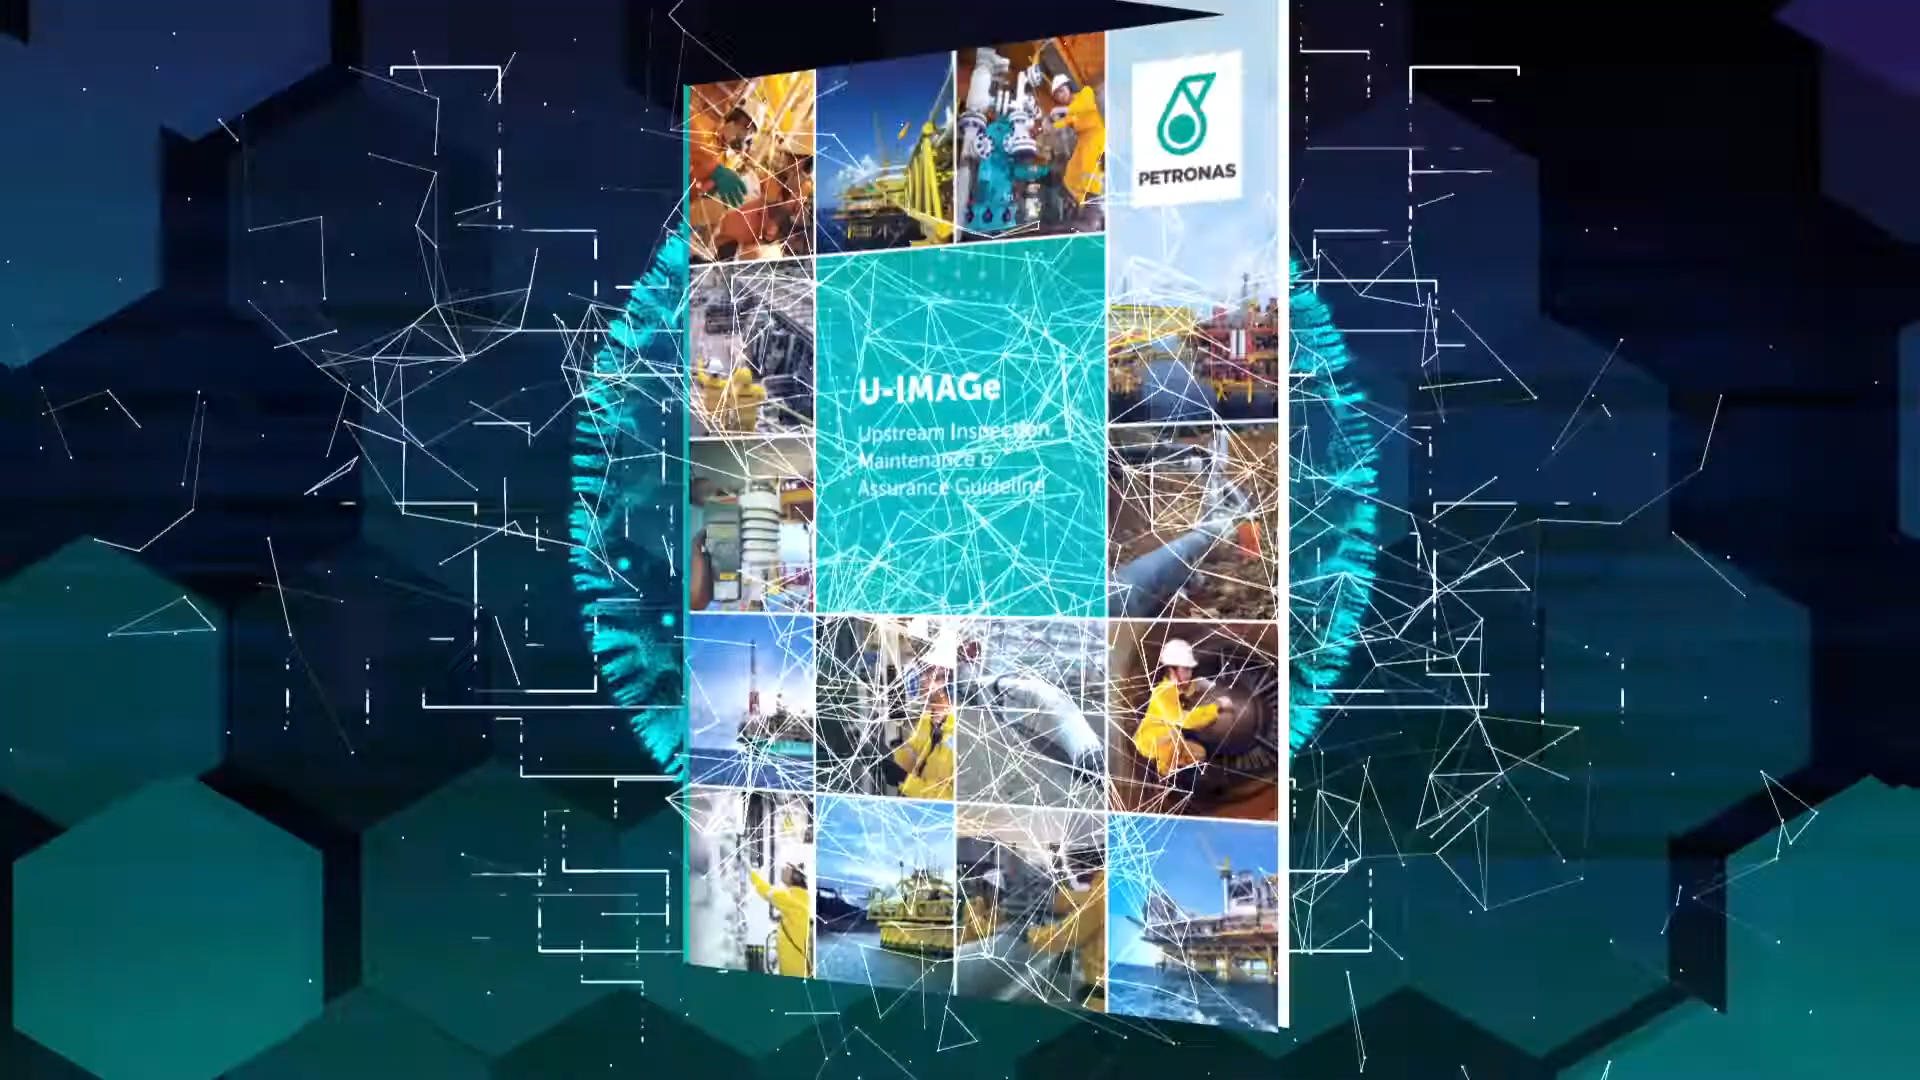 PETRONAS
U-IMAGe
Upstream Inspection,
Maintenance &
Assurance Guideline